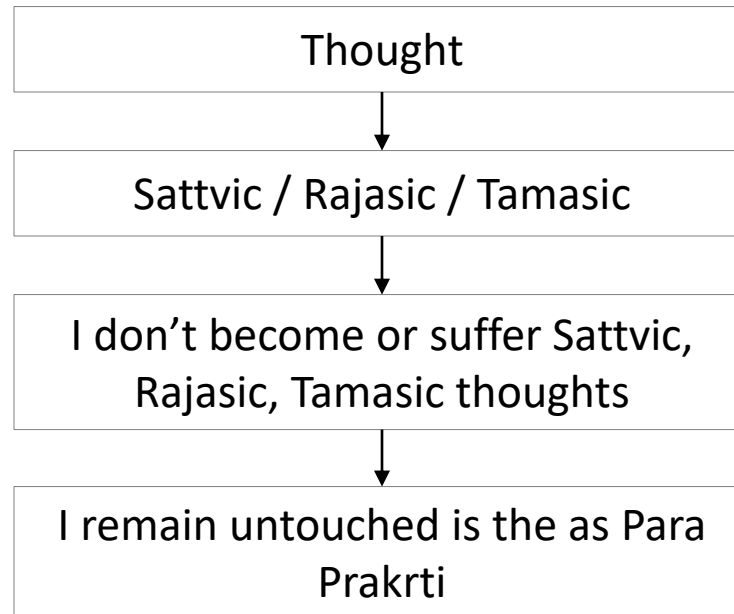 Thought
Sattvic / Rajasic / Tamasic
I don’t become or suffer Sattvic,
Rajasic, Tamasic thoughts
I remain untouched is the as Para
Prakrti